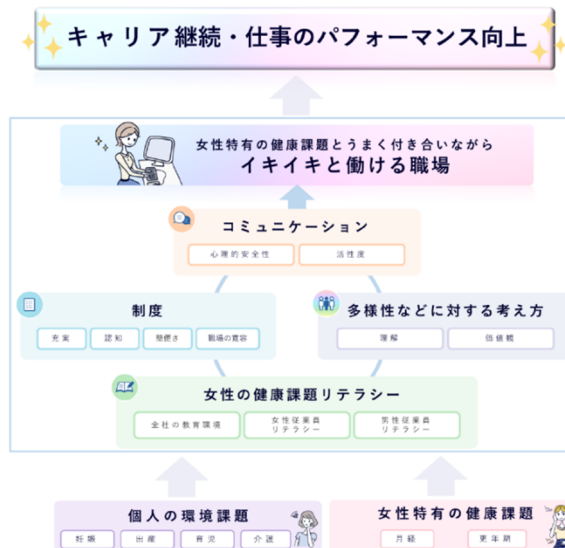 キャリア継続・仕事のパフォーマンス向上
女性特有の健康課題とうまく付き合いながら
イキイキと働ける職場
コミュニケーション
心理的安全性
活性度
制度
充実
認知
簡便さ
職場の寛容
多様性などに対する考え方
理解
価値観
女性の健康課題リテラシー
全社の教育環境
女性従業員
リテラシー
男性従業員
リテラシー
個人の環境課題
妊娠
出産
育児
介護
女性特有の健康課題
月経
更年期